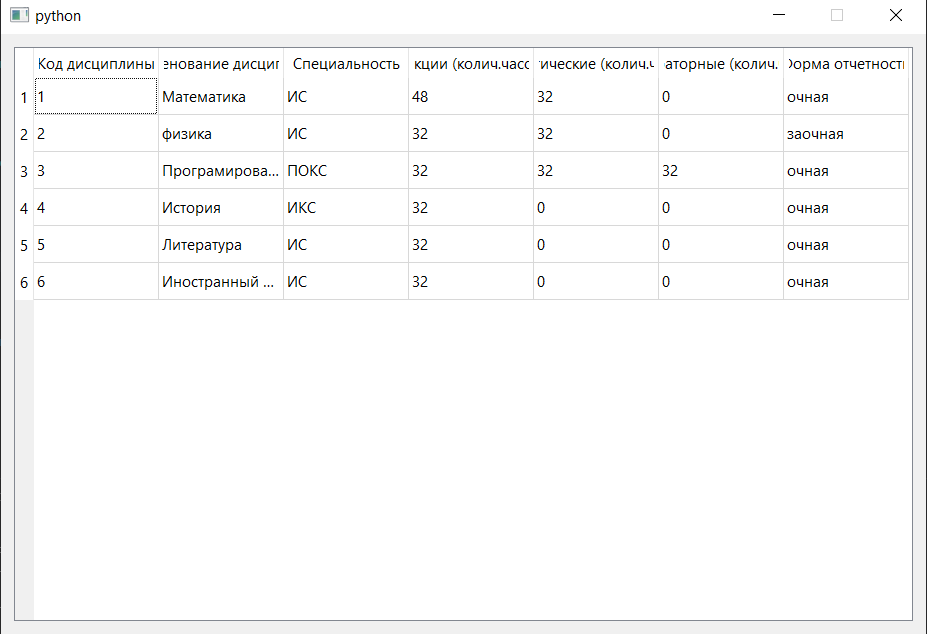 python
Код дисциплины енование дисцип Специальность кции (колич.часс тические (колич.ч аторные (колич. Форма отчетност
1 1 Математика ИС 48 32 0 очная
2 2 физика ИС 32 32 0 заочная
3 3 Програмирова... ПОКС 32 32 32 очная
4 4 История ИКС 32 0 0 очная
5 5 Литература ИС 32 0 0 очная
6 6 Иностранный ... ИС 32 0 0 очная